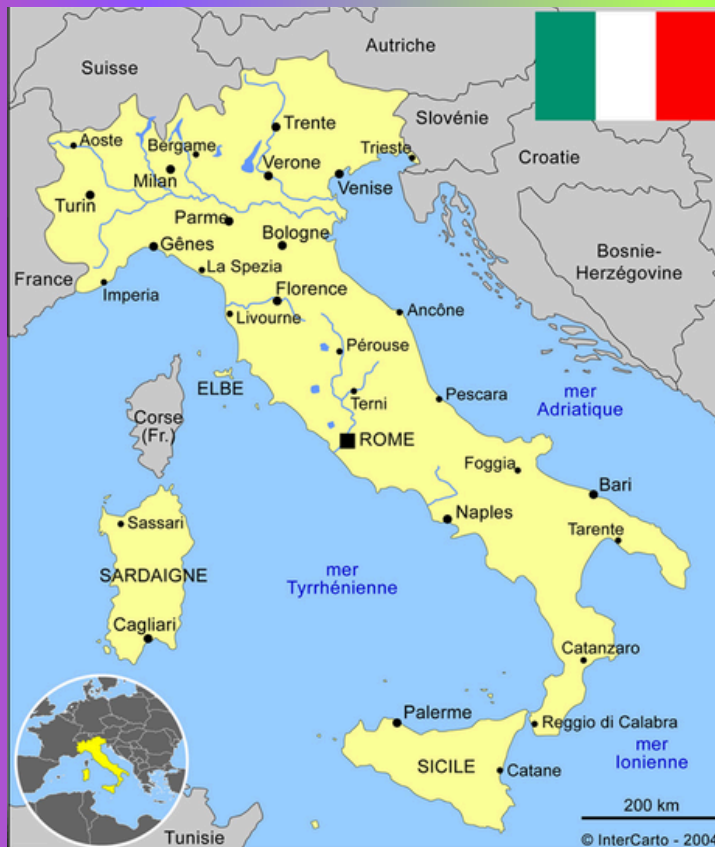 Autriche
Suisse
Slovénie
Trente
Aoste
Bergame
Trieste
Croatie
Milan
Verone
Venise
Turin
Parme
Bologne
Gênes
Bosnie-
Herzégovine
La Spezia
France
Imperia
Florence
Livourne
Ancône
Pérouse
ELBE
mer
Adriatique
Terni
Pescara
Corse
(Fr.)
ROME
Foggia
Bari
Naples
Sassari
Tarente
mer
Tyrrhénienne
SARDAIGNE
Cagliari
Catanzaro
Palerme
Reggio di Calabra
mer
Ionienne
SICILE
Catane
200 km
Tunisie
© InterCarto - 2004